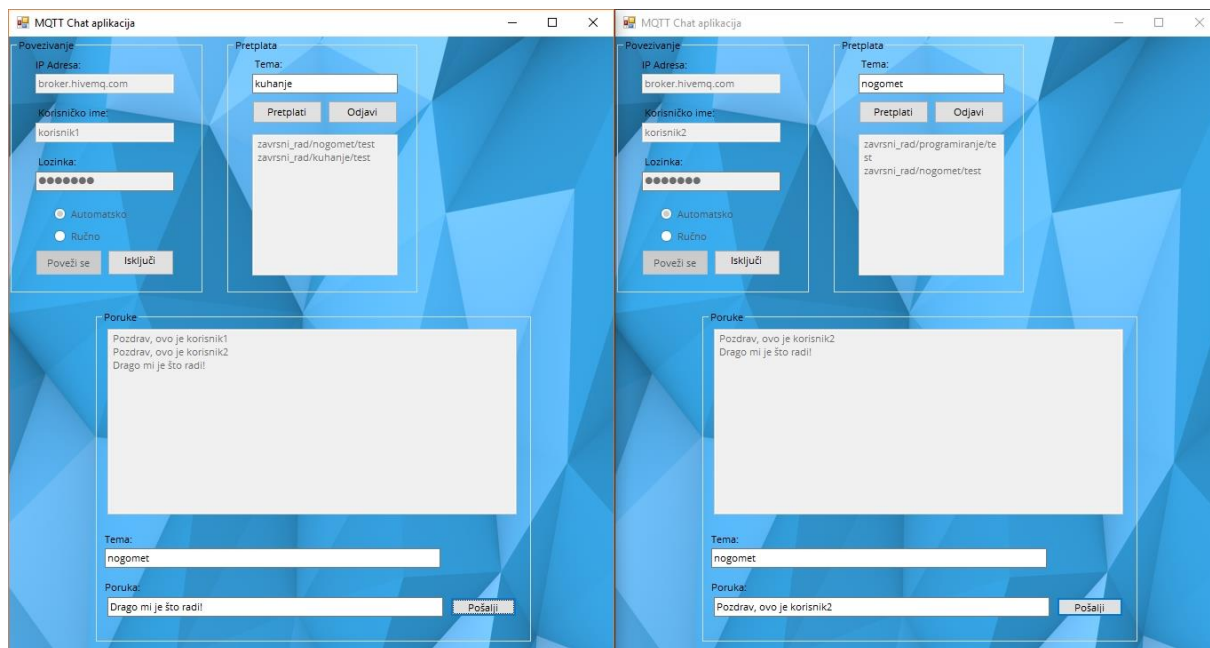 MQTT Chat aplikacija
Povezivanje
IP Adresa:
broker.hivemq.com
Korisničko ime:
korisnik1
Lozinka:
●●●●●●●
Automatsko
Ručno
Poveži se
Isključi
Pretplata
Tema:
kuhanje
Pretplati
Odjavi
zavrsni_rad/nogomet/test
zavrsni_rad/kuhanje/test
Poruke
Pozdrav, ovo je korisnik1
Pozdrav, ovo je korisnik2
Drago mi je što radi!
Tema:
nogomet
Poruka:
Drago mi je što radi!
Pošalji
MQTT Chat aplikacija
Povezivanje
IP Adresa:
broker.hivemq.com
Korisničko ime:
korisnik2
Lozinka:
●●●●●●●
Automatsko
Ručno
Poveži se
Isključi
Pretplata
Tema:
nogomet
Pretplati
Odjavi
zavrsni_rad/programiranje/te
st
zavrsni_rad/nogomet/test
Poruke
Pozdrav, ovo je korisnik2
Drago mi je što radi!
Tema:
nogomet
Poruka:
Pozdrav, ovo je korisnik2
Pošalji